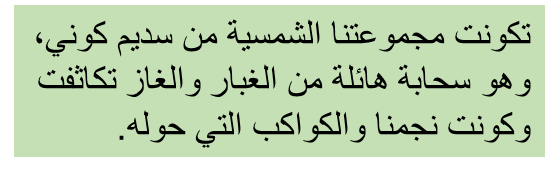 تكونت مجموعتنا الشمسية من سديم كوني،
وهو سحابة هائلة من الغبار والغاز تكاثفت
وكونت نجمنا والكواكب التي حوله.